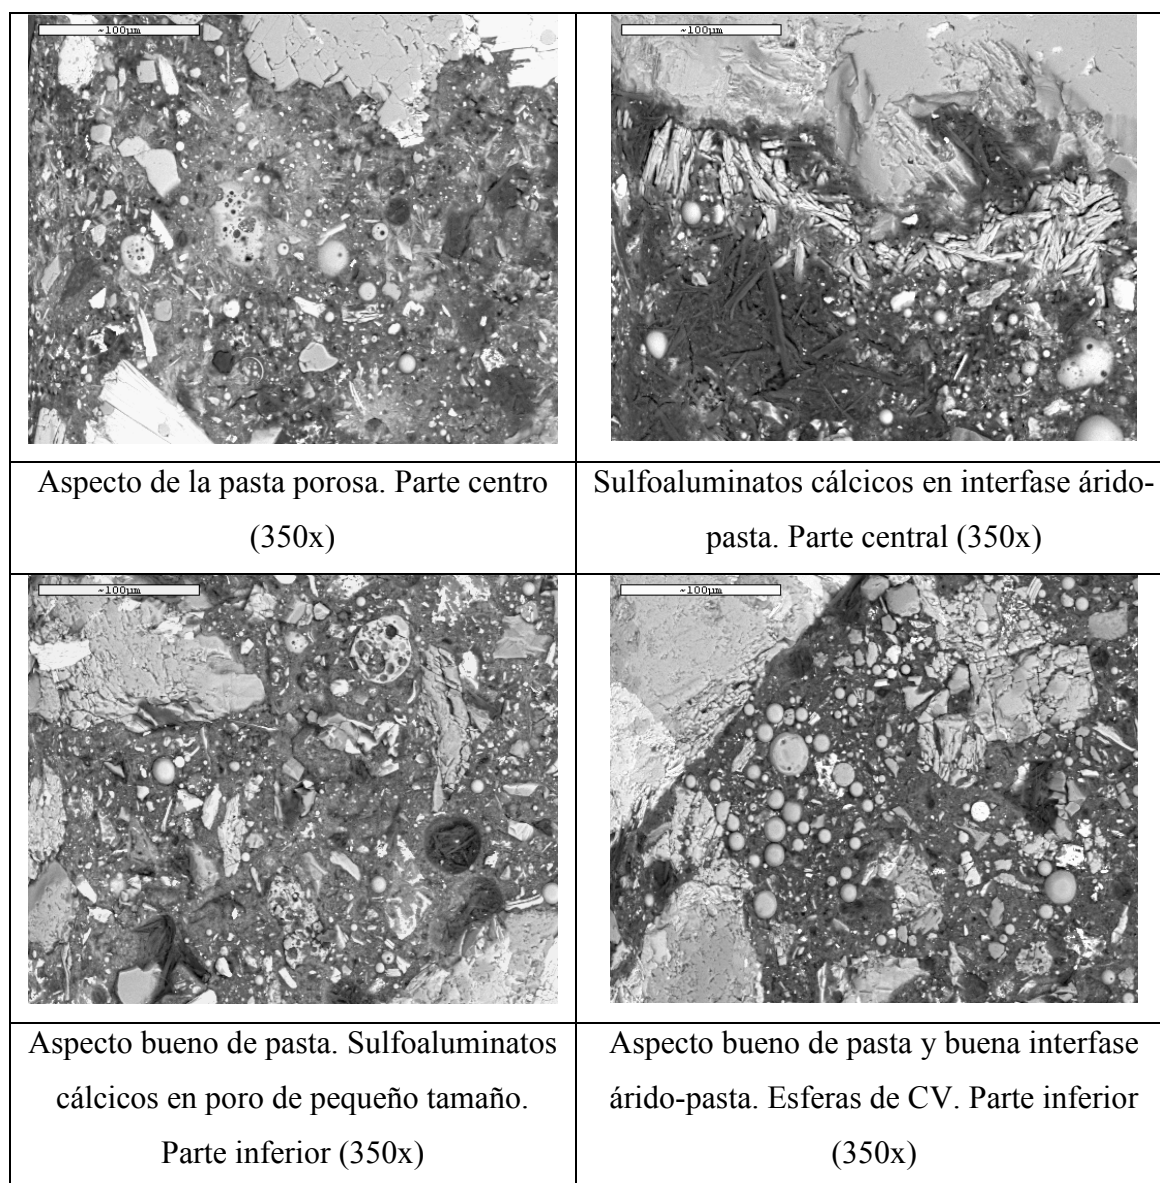 ~100µm
~100µm
Aspecto de la pasta porosa. Parte centro
(350x)
Sulfoaluminatos cálcicos en interfase árido-
pasta. Parte central (350x)
~100µm
~100µm
Aspecto bueno de pasta. Sulfoaluminatos
cálcicos en poro de pequeño tamaño.
Parte inferior (350x)
Aspecto bueno de pasta y buena interfase
árido-pasta. Esferas de CV. Parte inferior
(350x)